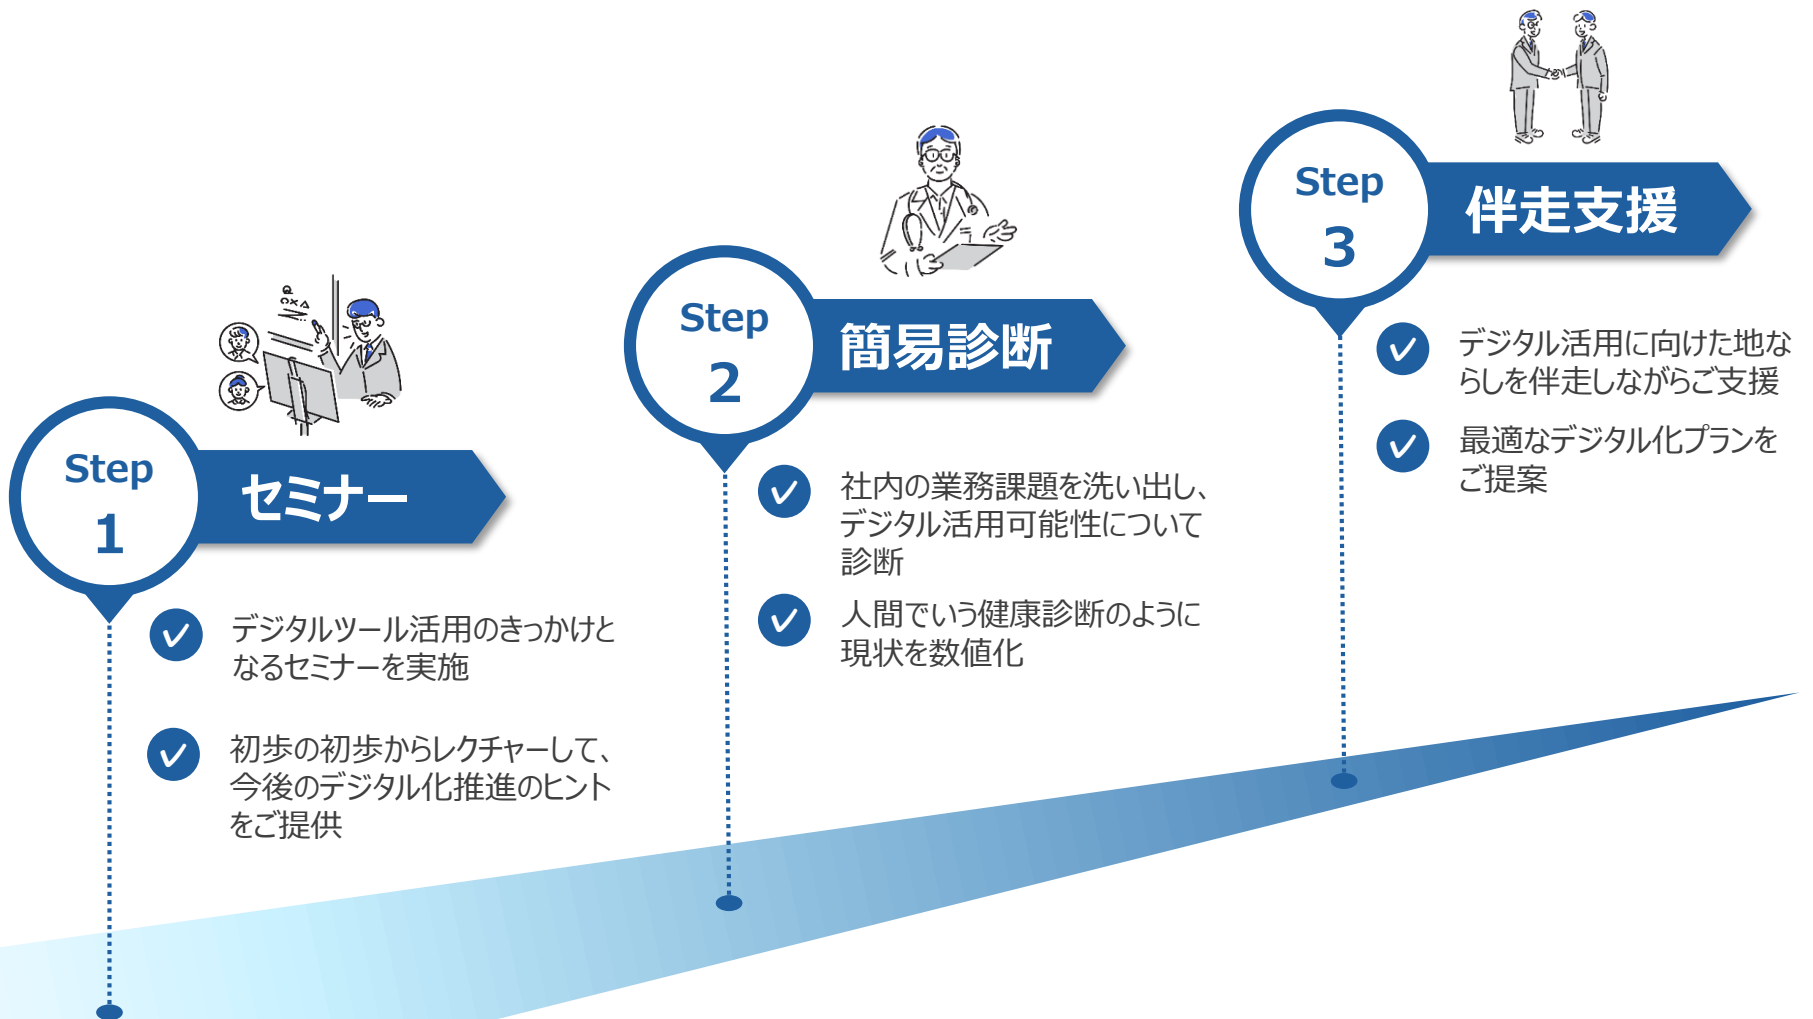 Step
1
セミナー
デジタルツール活用のきっかけと
なるセミナーを実施
初歩の初歩からレクチャーして、
今後のデジタル化推進のヒント
をご提供
Step
2
簡易診断
社内の業務課題を洗い出し、
デジタル活用可能性について
診断
人間でいう健康診断のように
現状を数値化
Step
3
伴走支援
デジタル活用に向けた地な
らしを伴走しながらご支援
最適なデジタル化プランを
ご提案